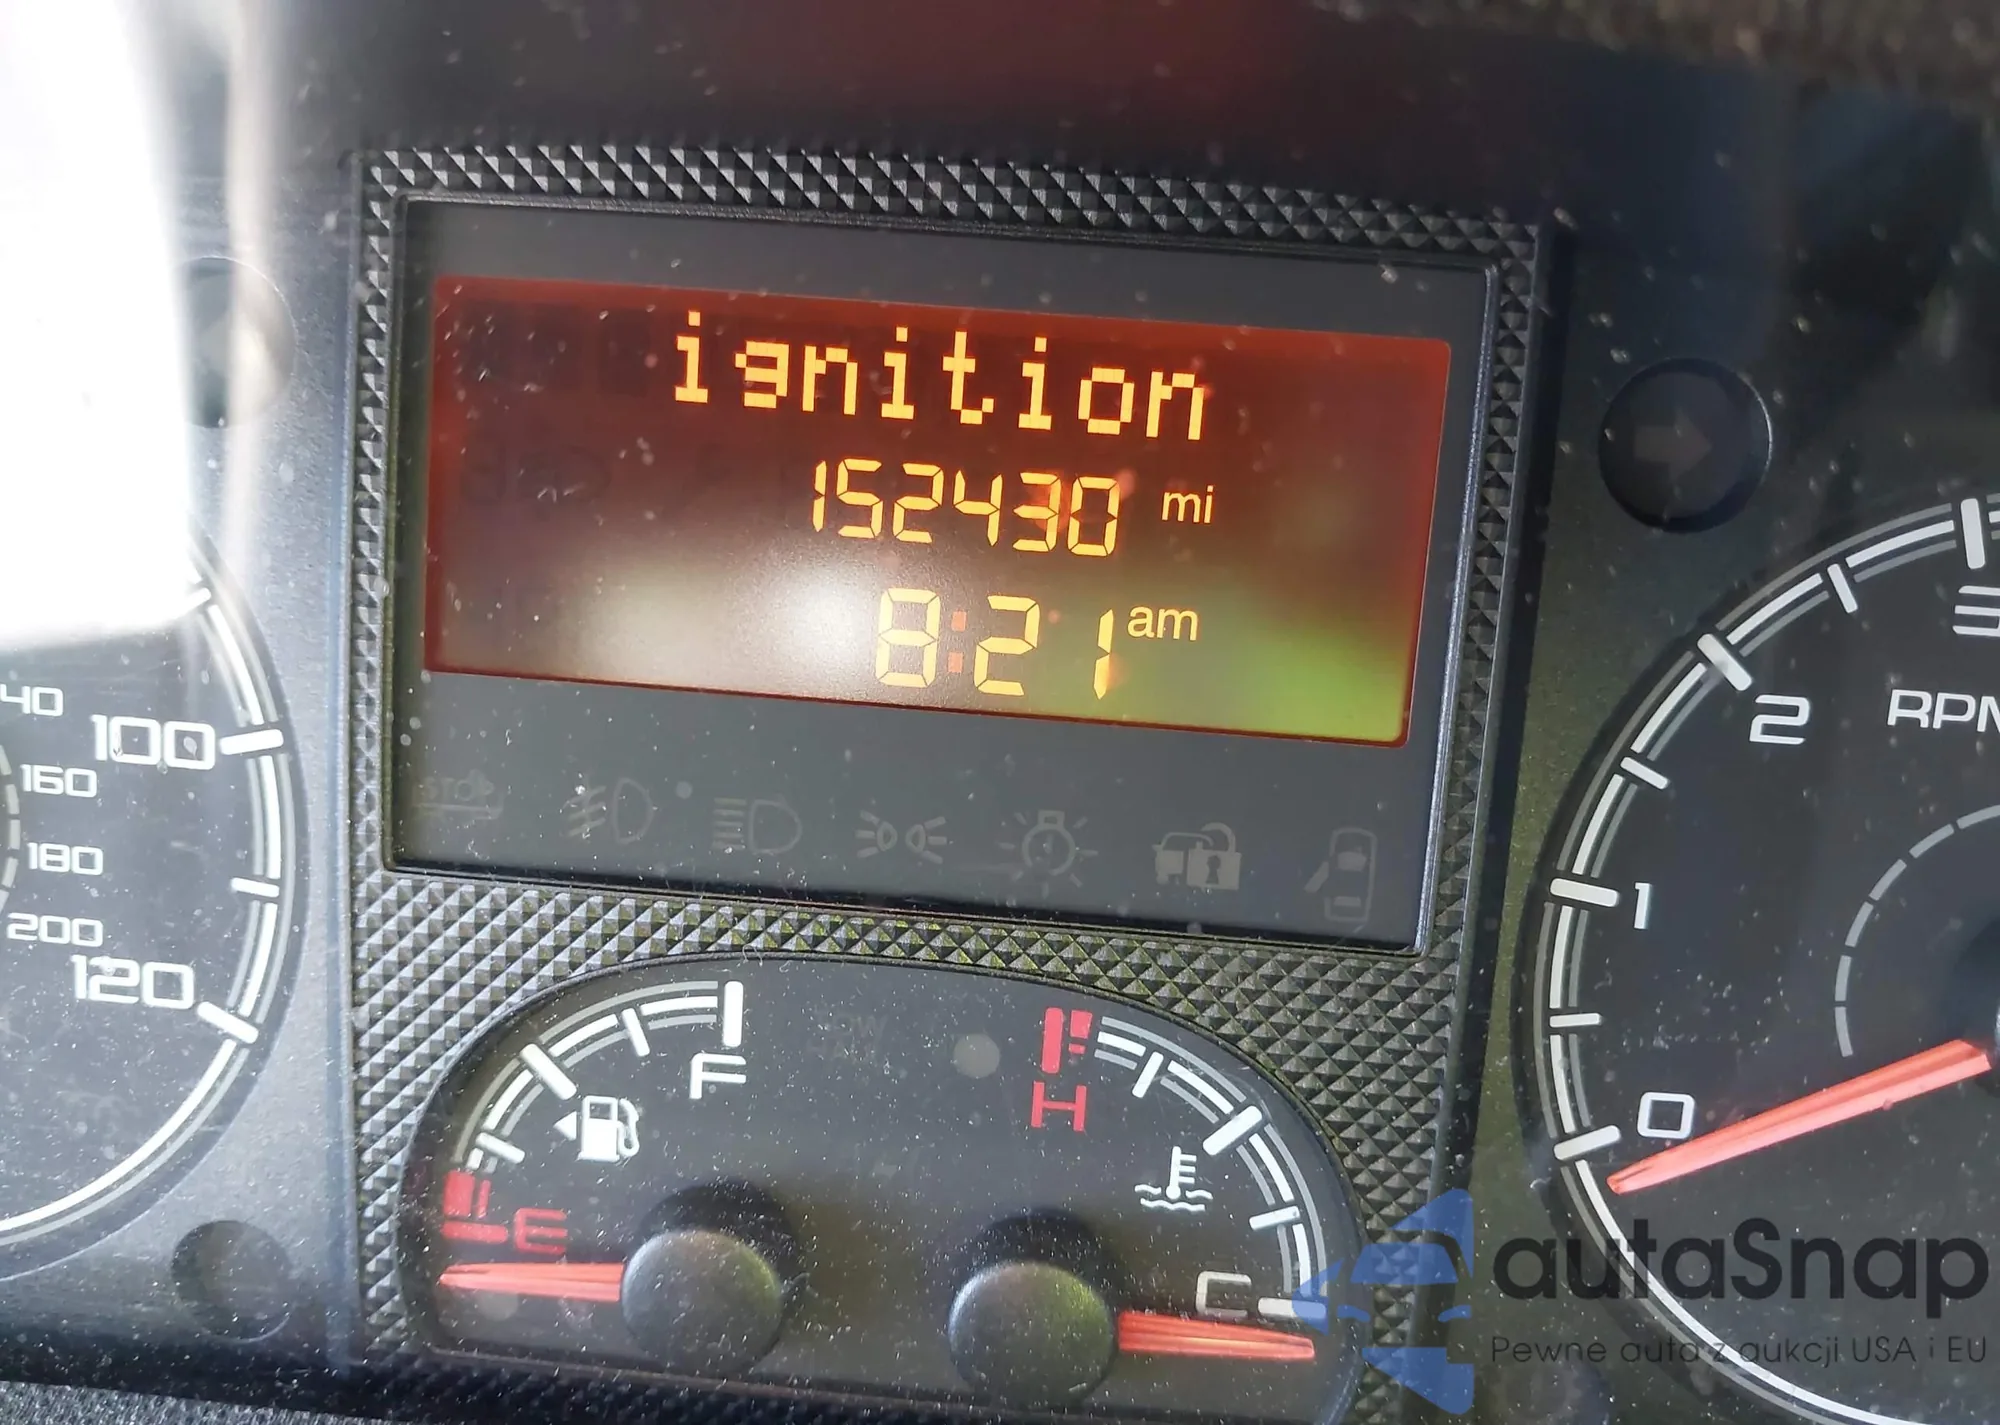 ignition
152430 mi
8:21 am
40
100
160
180
200
120
F
H
E
C
3
2
RPM
1
0
autaSnap
Pewne auta z aukcji USA i EU